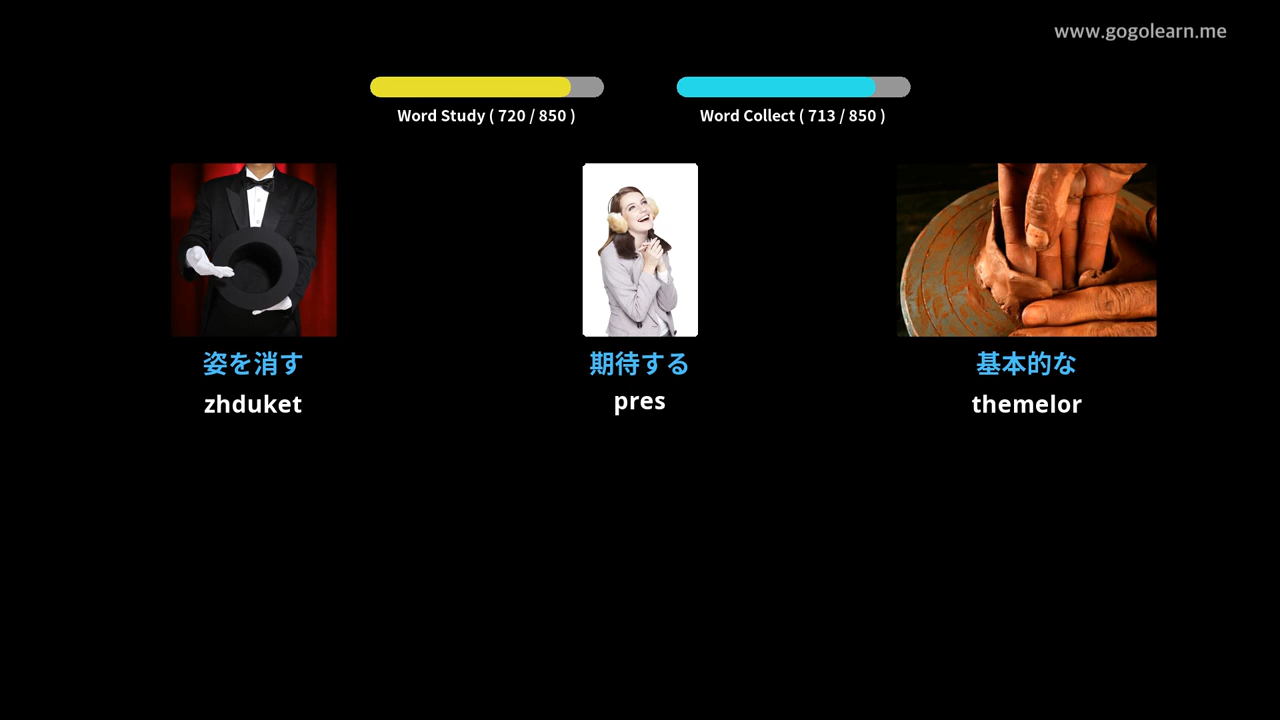 www.gogolearn.me
Word Study ( 720 / 850 )
Word Collect ( 713 / 850 )
姿を消す
zhduket
期待する
pres
基本的な
themelor